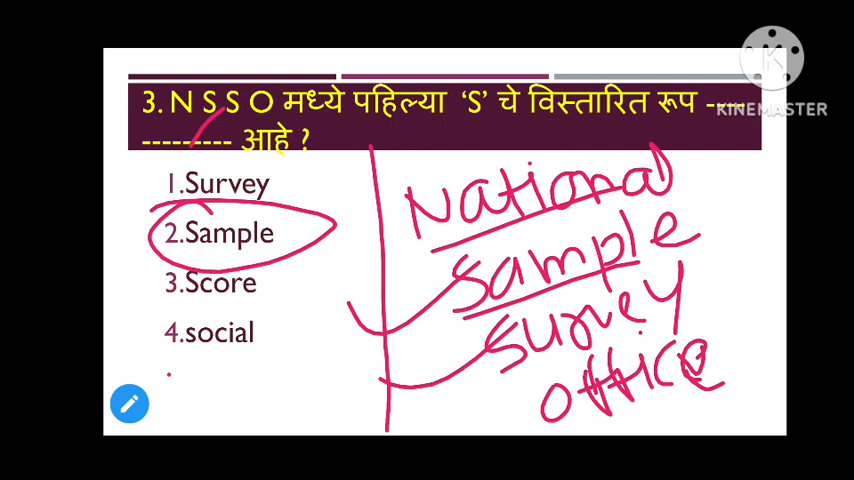 3. N S S O मध्ये पहिल्या ‘S’ चे विस्तारित रूप ----
---------- आहे ?
KINEMASTER
1.Survey
2.Sample
3.Score
4.social
National
Sample
Survey
office